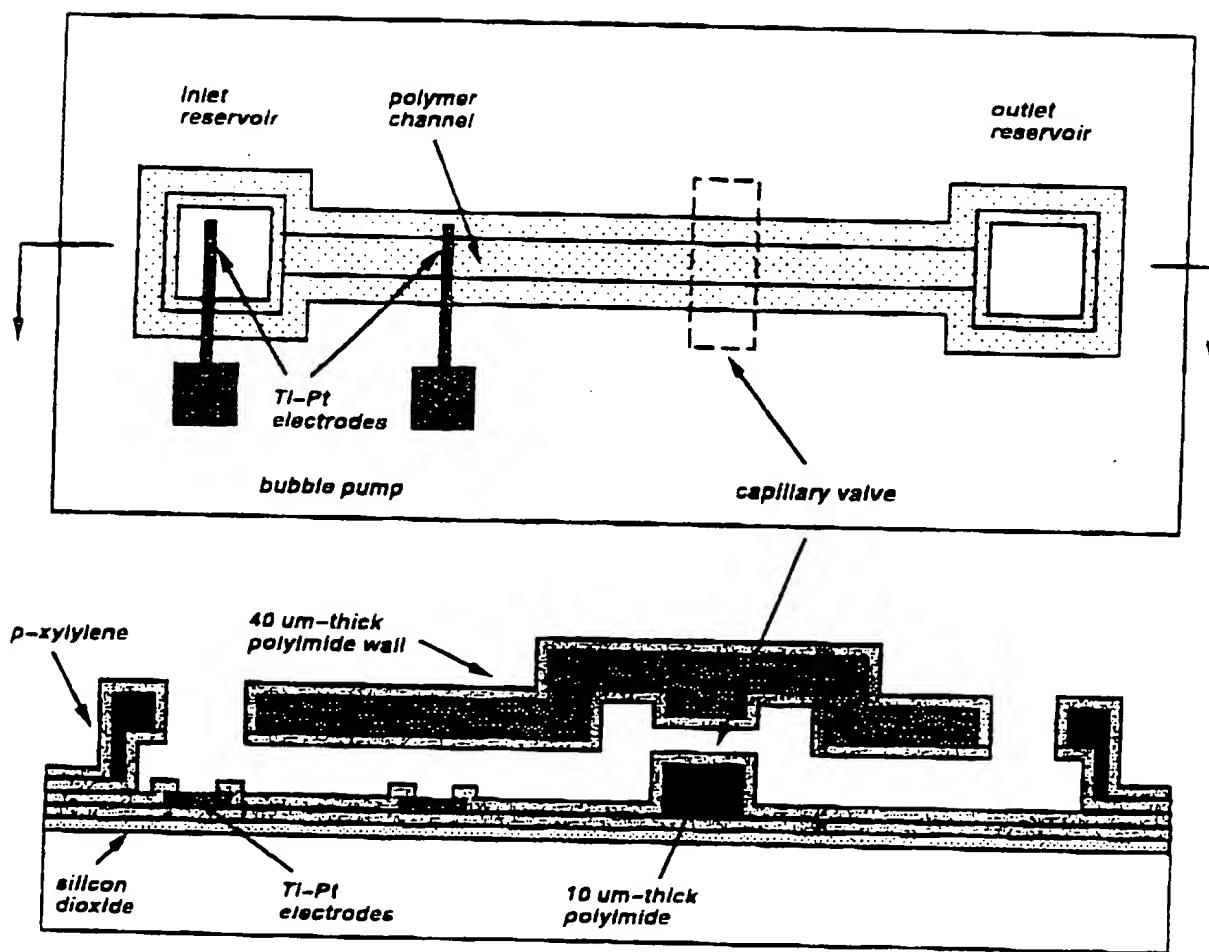 inlet
reservoir
polymer
channel
outlet
reservoir
Ti-Pt
electrodes
bubble pump
capillary valve
p-xylylene
40 um-thick
polyimide wall
silicon
dioxide
Ti-Pt
electrodes
10 um-thick
polyimide